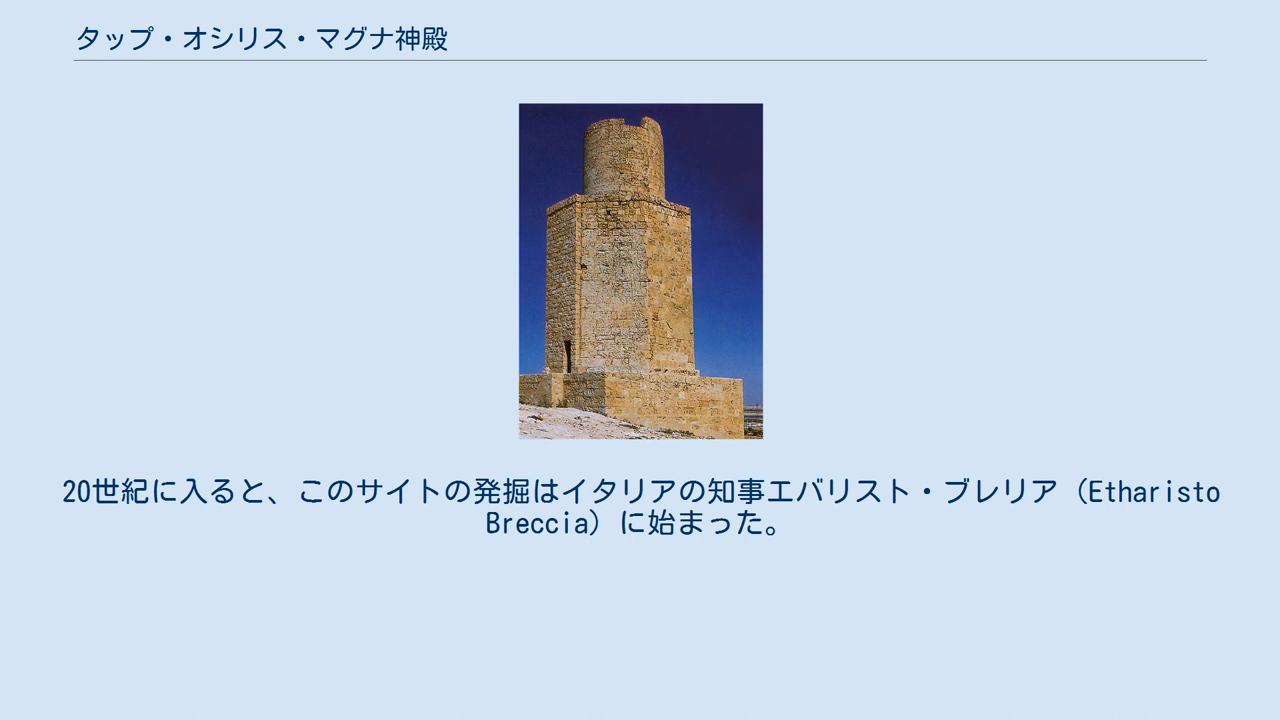 タップ・オシリス・マグナ神殿
20世紀に入ると、このサイトの発掘はイタリアの知事エバリスト・ブレリア (Etharisto
Breccia) に始まった。